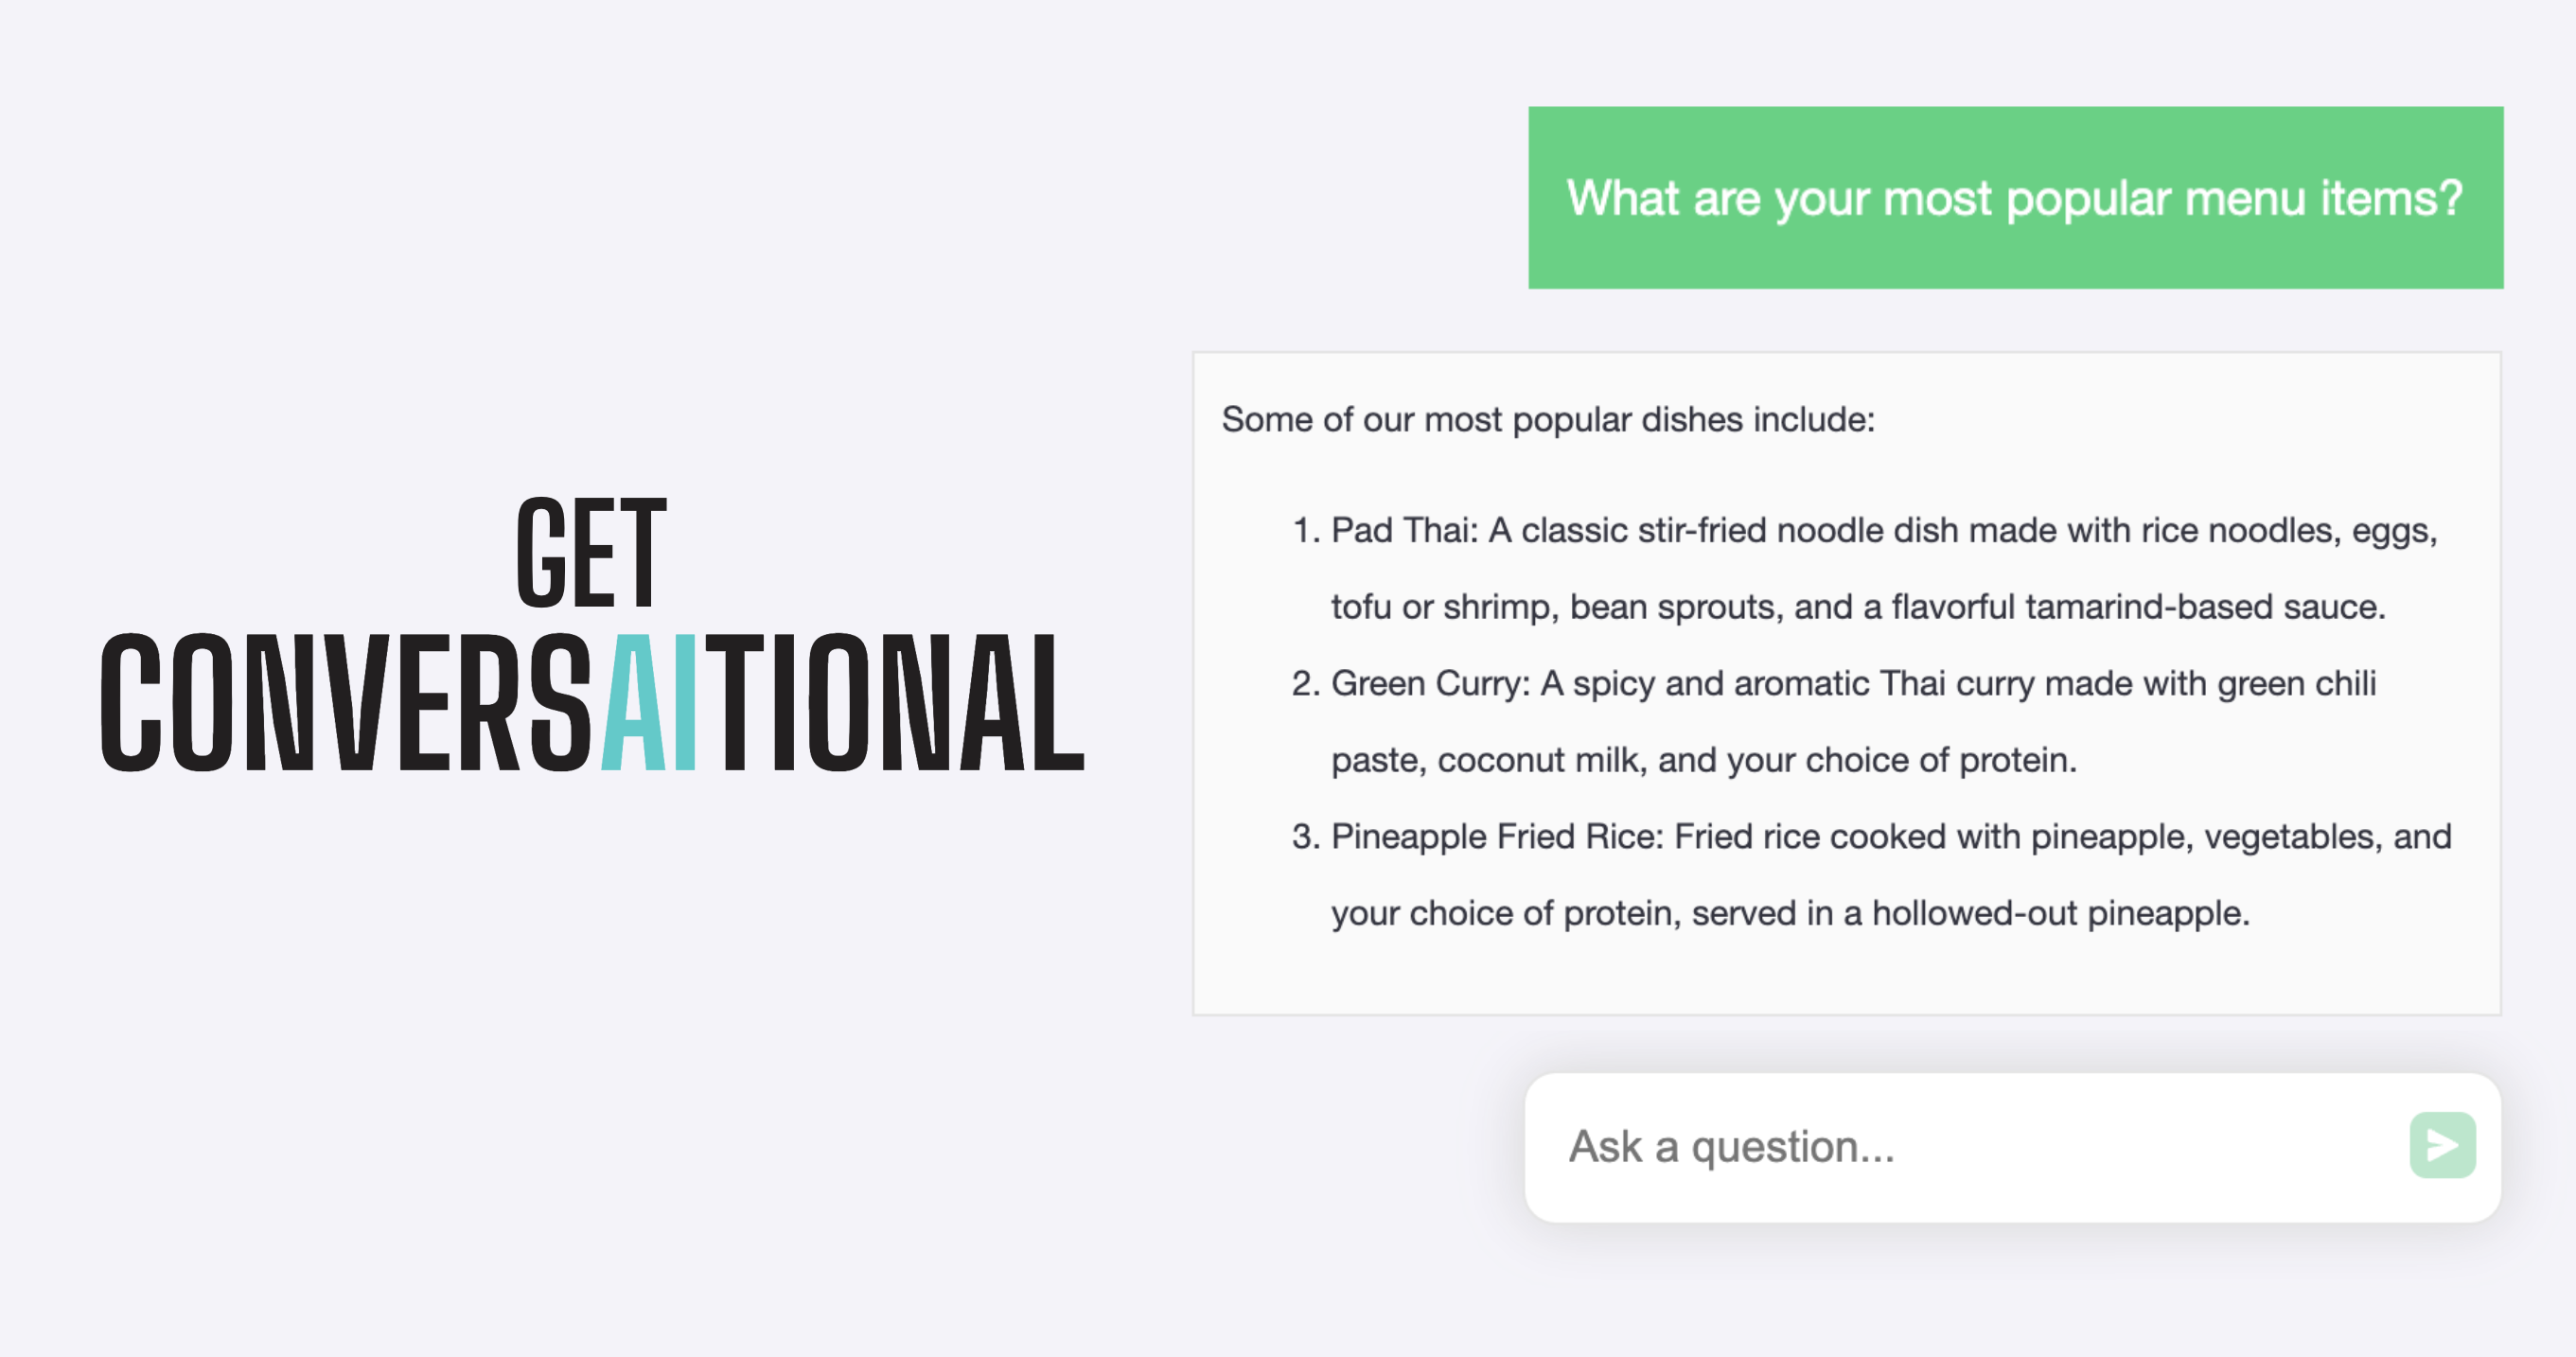 GET
CONVERSAITIONAL
What are your most popular menu items?
Some of our most popular dishes include:
1. Pad Thai: A classic stir-fried noodle dish made with rice noodles, eggs,
tofu or shrimp, bean sprouts, and a flavorful tamarind-based sauce.
2. Green Curry: A spicy and aromatic Thai curry made with green chili
paste, coconut milk, and your choice of protein.
3. Pineapple Fried Rice: Fried rice cooked with pineapple, vegetables, and
your choice of protein, served in a hollowed-out pineapple.
Ask a question...